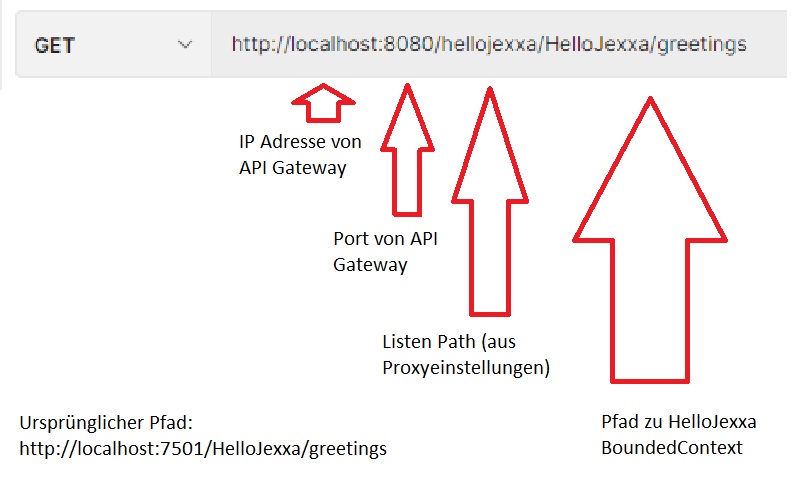 GET http://localhost:8080/hellojexxa/HelloJexxa/greetings
IP Adresse von
API Gateway
Port von API
Gateway
Listen Path (aus
Proxyeinstellungen)
Pfad zu HelloJexxa
BoundedContext
Ursprünglicher Pfad:
http://localhost:7501/HelloJexxa/greetings